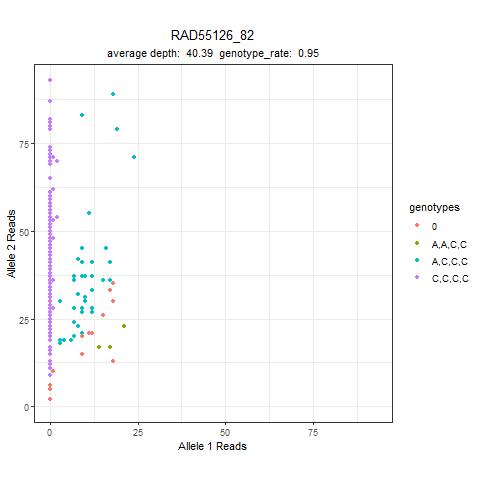 RAD55126_82
average depth: 40.39 genotype_rate: 0.95
75
50
25
0
Allele 2 Reads
0 25 50 75
Allele 1 Reads
genotypes
0
A,A,C,C
A,C,C,C
C,C,C,C